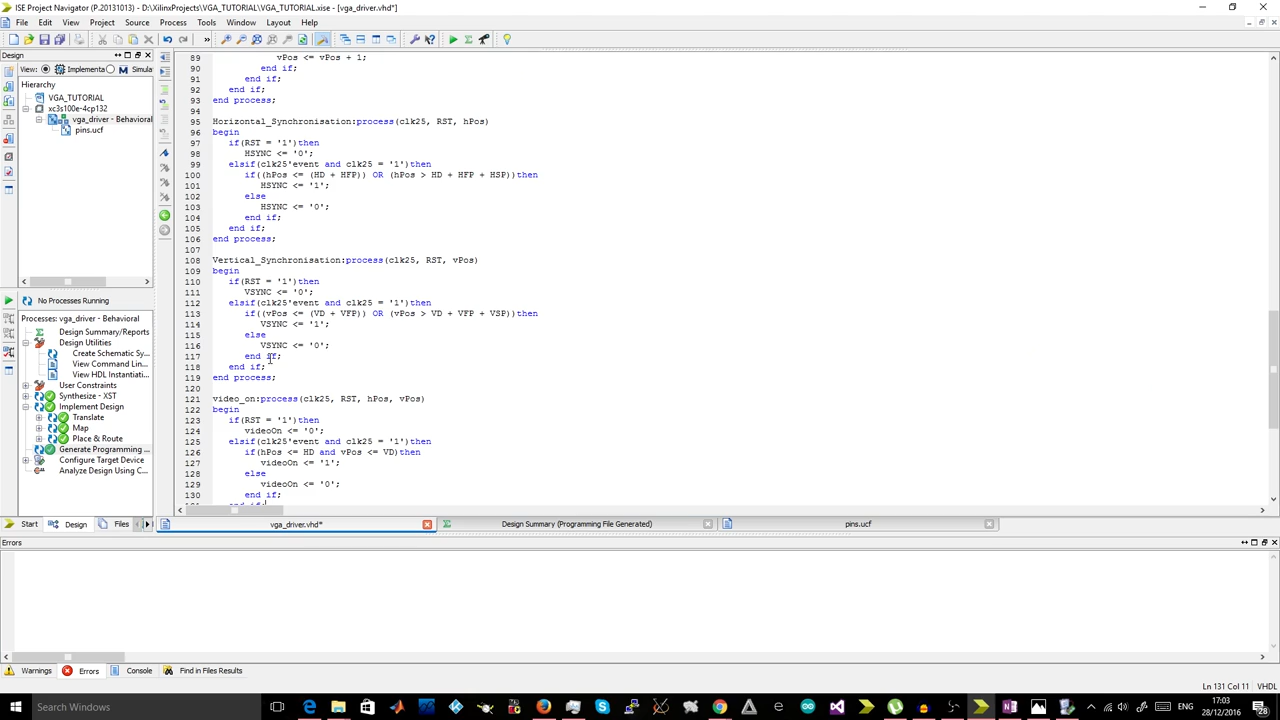 ISE Project Navigator (P.20131013) - D:\XilinxProjects\VGA_TUTORIAL\VGA_TUTORIAL.xise - [vga_driver.vhd*]
File Edit View Project Source Process Tools Window Layout Help
Design
View: Implementa Simula
Hierarchy
VGA_TUTORIAL
xc3s100e-4cp132
vga_driver - Behavioral
pins.ucf
No Processes Running
Processes: vga_driver - Behavioral
Design Summary/Reports
Design Utilities
Create Schematic Sy...
View Command Lin...
View HDL Instantiati...
User Constraints
Synthesize - XST
Implement Design
Translate
Map
Place & Route
Generate Programming ...
Configure Target Device
Analyze Design Using C...
Start Design Files
89 vPos <= vPos + 1;
90 end if;
91 end if;
92 end if;
93 end process;
94
95 Horizontal_Synchronisation:process(clk25, RST, hPos)
96 begin
97 if(RST = '1')then
98 HSYNC <= '0';
99 elsif(clk25'event and clk25 = '1')then
100 if((hPos <= (HD + HFP)) OR (hPos > HD + HFP + HSP))then
101 HSYNC <= '1';
102 else
103 HSYNC <= '0';
104 end if;
105 end if;
106 end process;
107
108 Vertical_Synchronisation:process(clk25, RST, vPos)
109 begin
110 if(RST = '1')then
111 VSYNC <= '0';
112 elsif(clk25'event and clk25 = '1')then
113 if((vPos <= (VD + VFP)) OR (vPos > VD + VFP + VSP))then
114 VSYNC <= '1';
115 else
116 VSYNC <= '0';
117 end if;
118 end if;
119 end process;
120
121 video_on:process(clk25, RST, hPos, vPos)
122 begin
123 if(RST = '1')then
124 videoOn <= '0';
125 elsif(clk25'event and clk25 = '1')then
126 if(hPos <= HD and vPos <= VD)then
127 videoOn <= '1';
128 else
129 videoOn <= '0';
130 end if;
131 end if;
vga_driver.vhd* Design Summary (Programming File Generated) pins.ucf
Errors
Warnings Errors Console Find in Files Results
Ln 131 Col 11 VHDL
Search Windows
ENG 17:03
28/12/2016
28